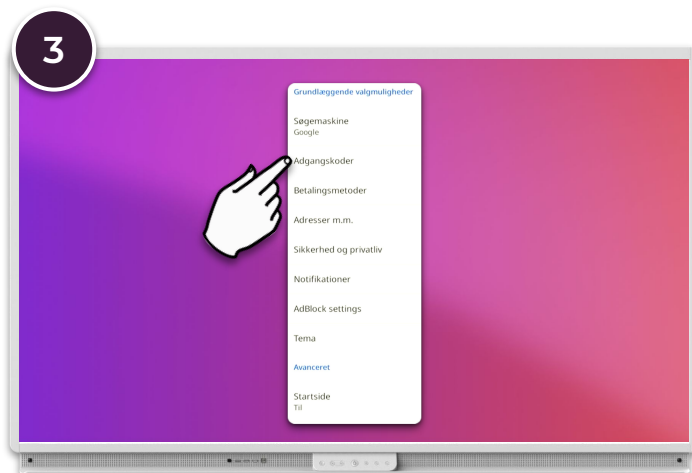 3
Grundlæggende valgmuligheder
Søgemaskine
Google
Adgangskoder
Betalingsmetoder
Adresser m.m.
Sikkerhed og privatliv
Notifikationer
AdBlock settings
Tema
Avanceret
Startside
Til